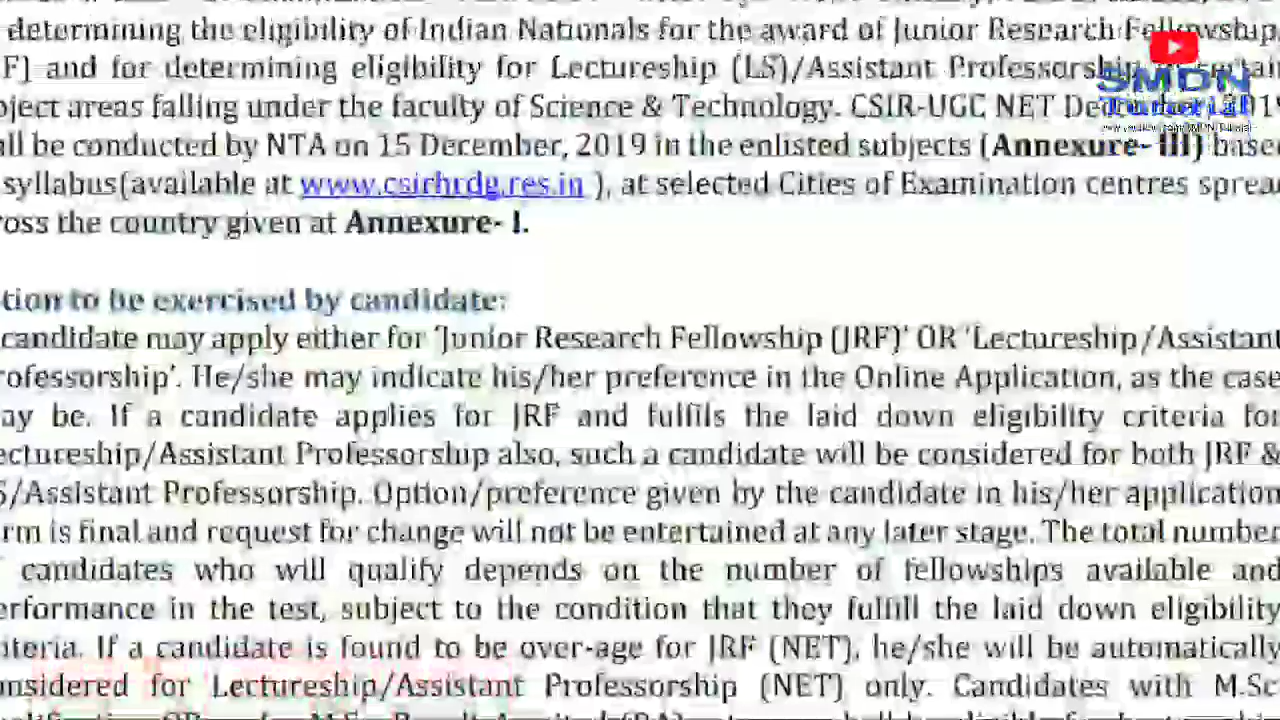 determining the eligibility of Indian Nationals for the award of Junior Research Fellowship
F) and for determining eligibility for Lectureship (LS)/Assistant Professorship
ject areas falling under the faculty of Science & Technology. CSIR-UGC NET
ll be conducted by NTA on 15 December, 2019 in the enlisted subjects (Annexure- III) base
syllabus(available at www.csirhrdg.res.in ), at selected Cities of Examination centres sprea
ross the country given at Annexure- I.
tion to be exercised by candidate:
candidate may apply either for 'Junior Research Fellowship (JRF)' OR 'Lectureship/Assistant
rofessorship'. He/she may indicate his/her preference in the Online Application, as the case
ay be. If a candidate applies for JRF and fulfils the laid down eligibility criteria for
ectureship/Assistant Professorship also, such a candidate will be considered for both JRF &
S/Assistant Professorship. Option/preference given by the candidate in his/her application
rm is final and request for change will not be entertained at any later stage. The total number
candidates who will qualify depends on the number of fellowships available and
erformance in the test, subject to the condition that they fulfill the laid down eligibility
iteria. If a candidate is found to be over-age for JRF (NET), he/she will be automatically
onsidered for 'Lectureship/Assistant Professorship (NET) only. Candidates with M.Sc
SMDN
Tutorial